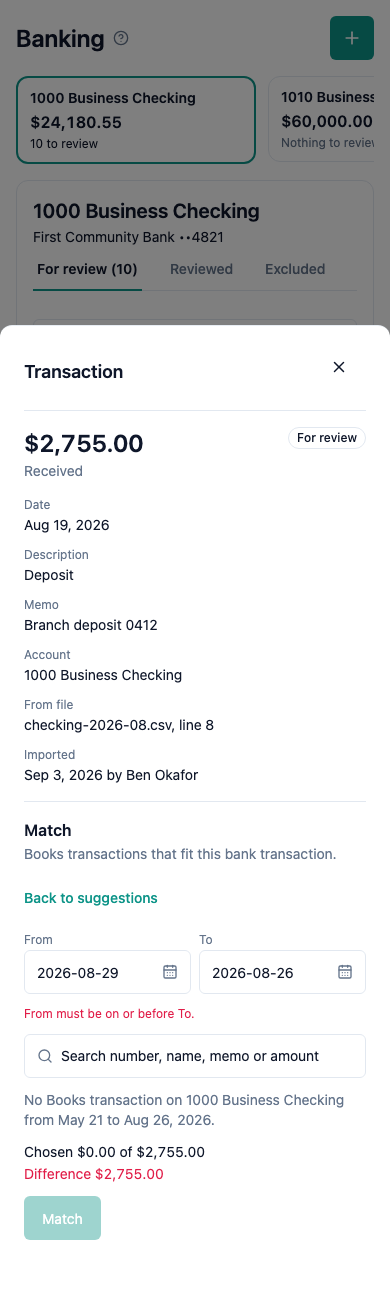 Banking
1000 Business Checking
$24,180.55
10 to review
1010 Business
$60,000.00
Nothing to review
1000 Business Checking
First Community Bank ••4821
For review (10)
Reviewed
Excluded
Transaction
$2,755.00
For review
Received
Date
Aug 19, 2026
Description
Deposit
Memo
Branch deposit 0412
Account
1000 Business Checking
From file
checking-2026-08.csv, line 8
Imported
Sep 3, 2026 by Ben Okafor
Match
Books transactions that fit this bank transaction.
Back to suggestions
From
To
2026-08-29
2026-08-26
From must be on or before To.
Search number, name, memo or amount
No Books transaction on 1000 Business Checking
from May 21 to Aug 26, 2026.
Chosen $0.00 of $2,755.00
Difference $2,755.00
Match